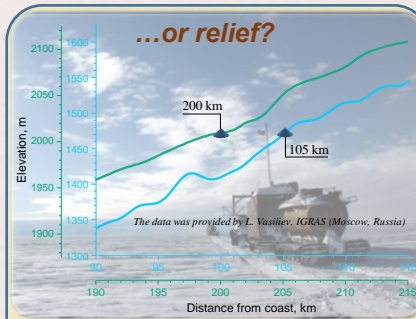 ...or relief?
Elevation, m
2100
2050
2000
1950
1900
1600
1550
1500
1450
1400
1350
1300
200 km
105 km
The data was provided by L. Vasiliev, IGRAS (Moscow, Russia)
90 95 100 105 110 115
190 195 200 205 210 215
Distance from coast, km